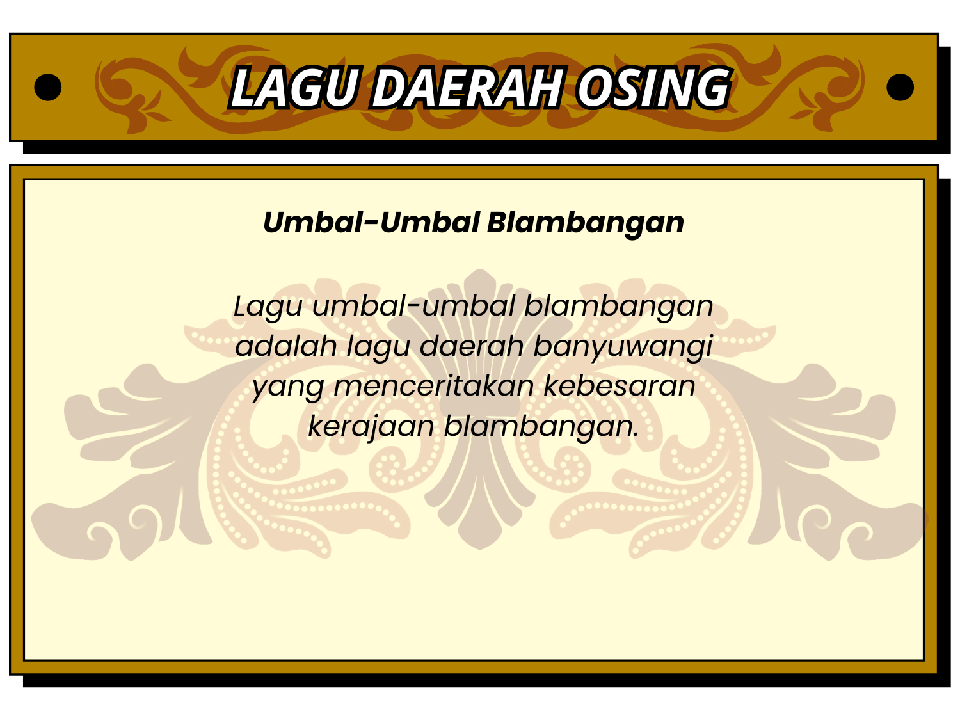 LAGU DAERAH OSING
Umbal-Umbal Blambangan
Lagu umbal-umbal blambangan
adalah lagu daerah banyuwangi
yang menceritakan kebesaran
kerajaan blambangan.